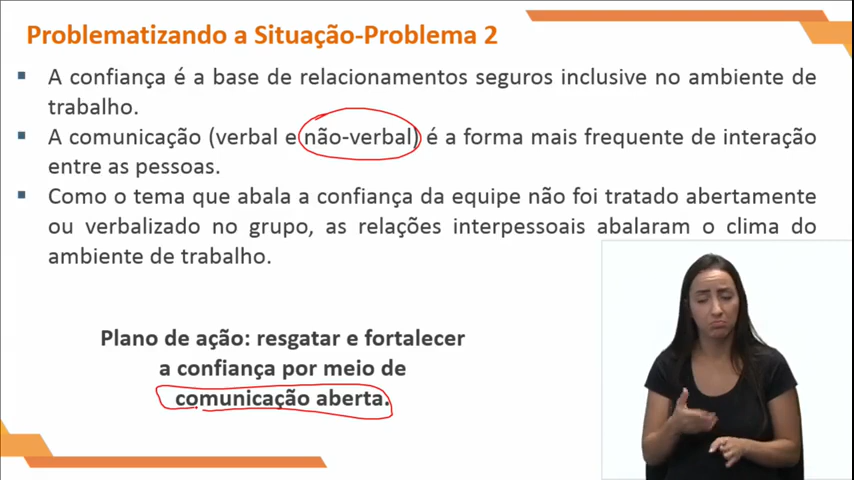 Problematizando a Situação-Problema 2
A confiança é a base de relacionamentos seguros inclusive no ambiente de
trabalho.
A comunicação (verbal e não-verbal) é a forma mais frequente de interação
entre as pessoas.
Como o tema que abala a confiança da equipe não foi tratado abertamente
ou verbalizado no grupo, as relações interpessoais abalaram o clima do
ambiente de trabalho.
Plano de ação: resgatar e fortalecer
a confiança por meio de
comunicação aberta.